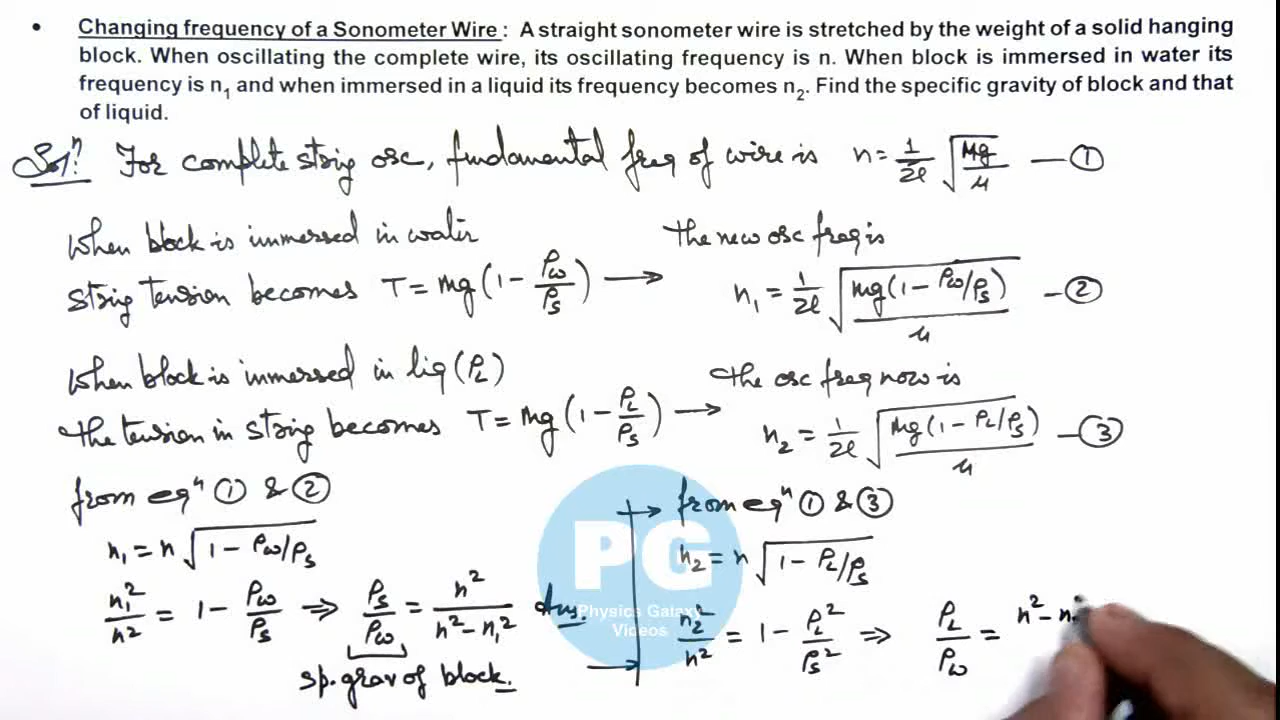 • Changing frequency of a Sonometer Wire : A straight sonometer wire is stretched by the weight of a solid hanging
block. When oscillating the complete wire, its oscillating frequency is n. When block is immersed in water its
frequency is n₁ and when immersed in a liquid its frequency becomes n₂. Find the specific gravity of block and that
of liquid.
Solⁿ. For complete string osc, fundamental freq of wire is n = 1/2l √(Mg/μ) — ①
When block is immersed in water the new osc freq is
string tension becomes T = mg(1 - ρw/ρs) → n₁ = 1/2l √(mg(1 - ρw/ρs)/μ) — ②
When block is immersed in liq (ρL) the osc freq now is
the tension in string becomes T = mg(1 - ρL/ρs) → n₂ = 1/2l √(mg(1 - ρL/ρs)/μ) — ③
from eqⁿ ① & ②
n₁ = n √(1 - ρw/ρs)
n₁²/n² = 1 - ρw/ρs ⇒ ρs/ρw = n²/(n² - n₁²) Ans.
sp. grav of block.
→ from eqⁿ ① & ③
n₂ = n √(1 - ρL/ρs)
n₂²/n² = 1 - ρL²/ρs² ⇒ ρL/ρw = n² - n
PG
Physics Galaxy
Videos